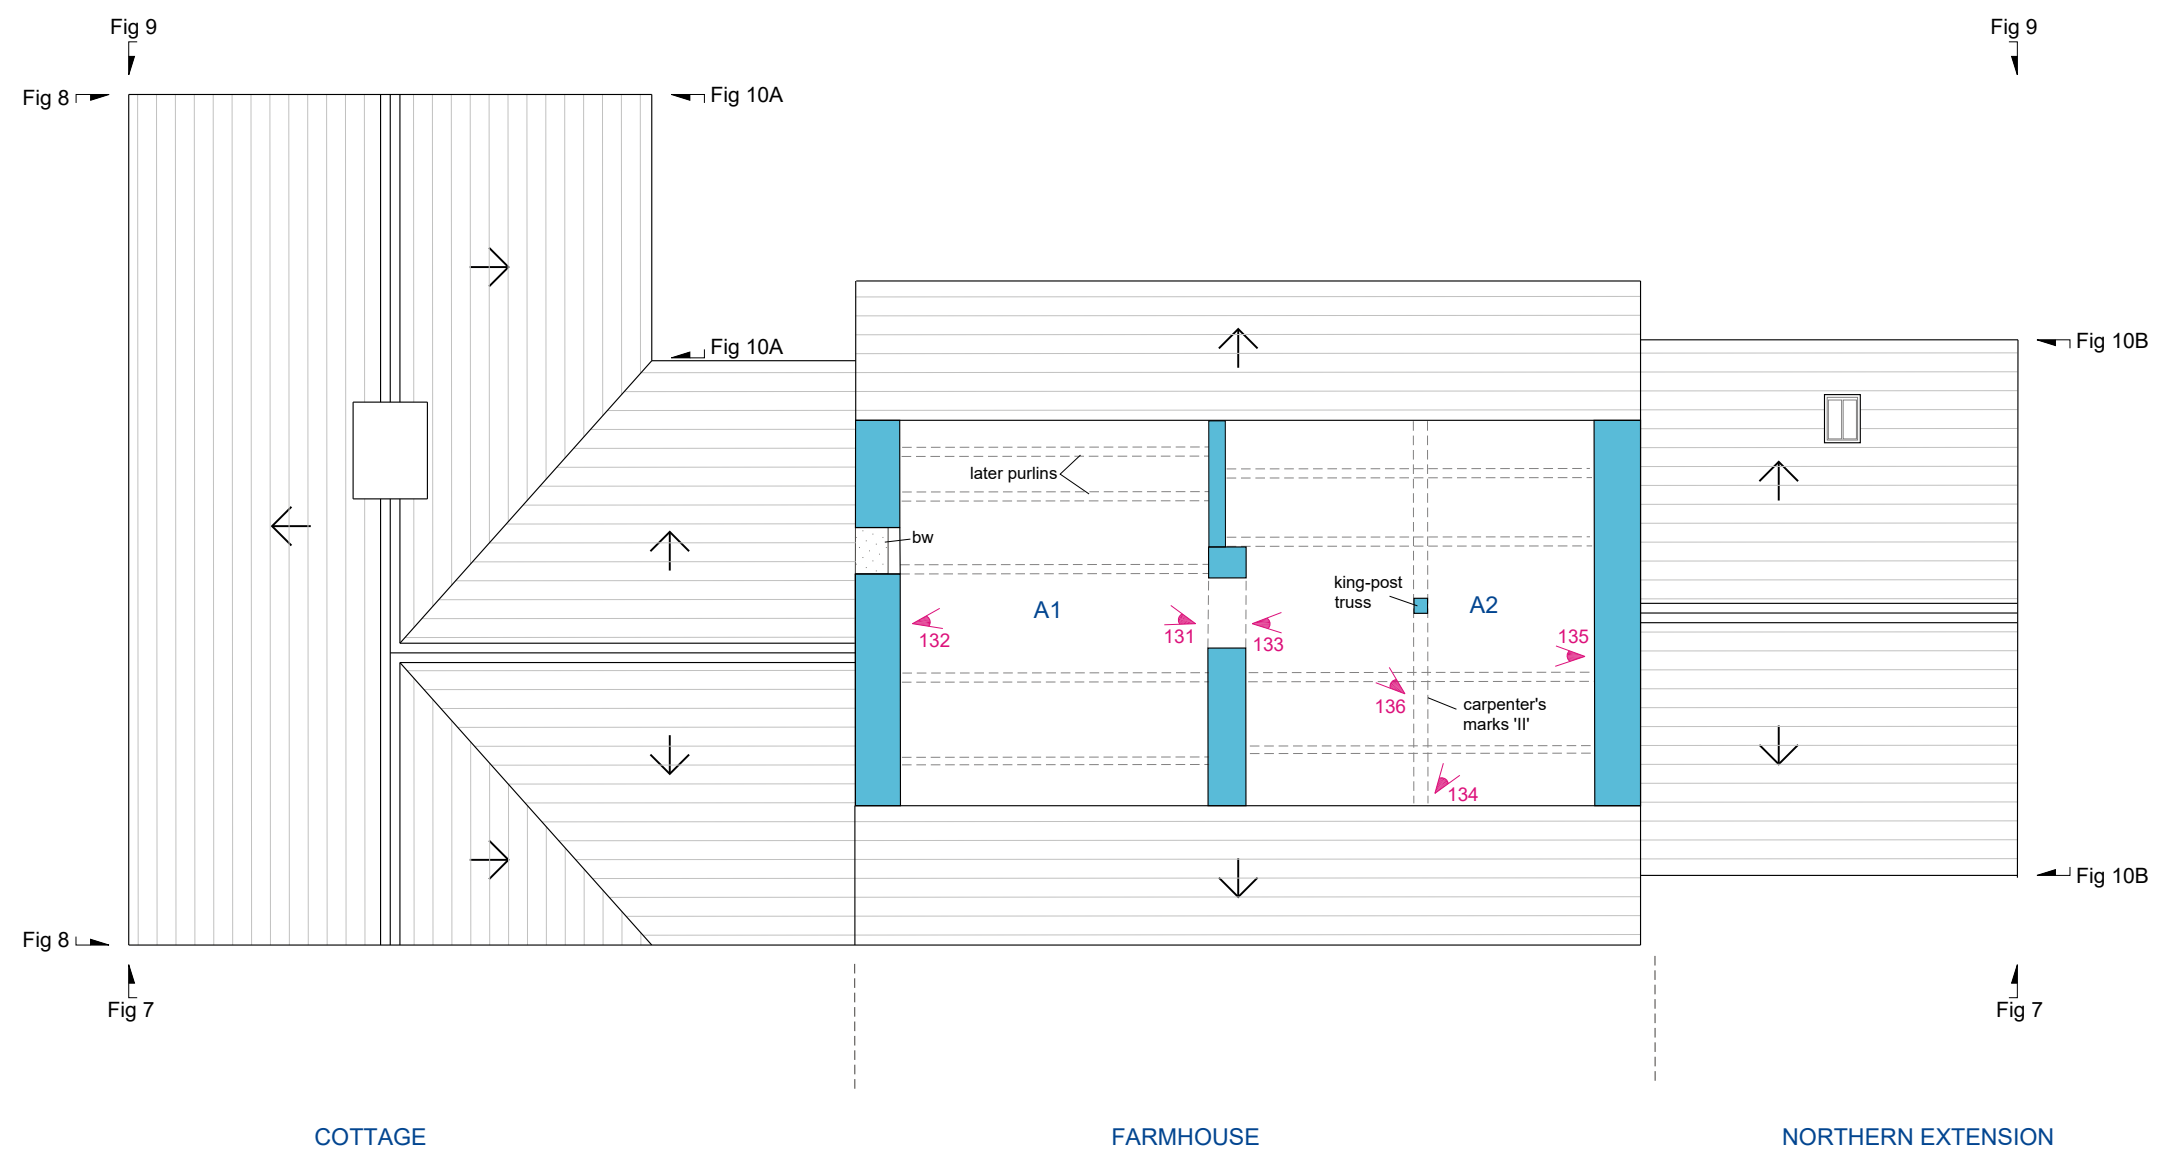 Fig 9
Fig 9
Fig 8
Fig 10A
Fig 10A
Fig 10B
later purlins
bw
king-post
truss
A1
A2
132
131
133
135
136
carpenter's
marks 'II'
134
Fig 10B
Fig 8
Fig 7
Fig 7
COTTAGE
FARMHOUSE
NORTHERN EXTENSION